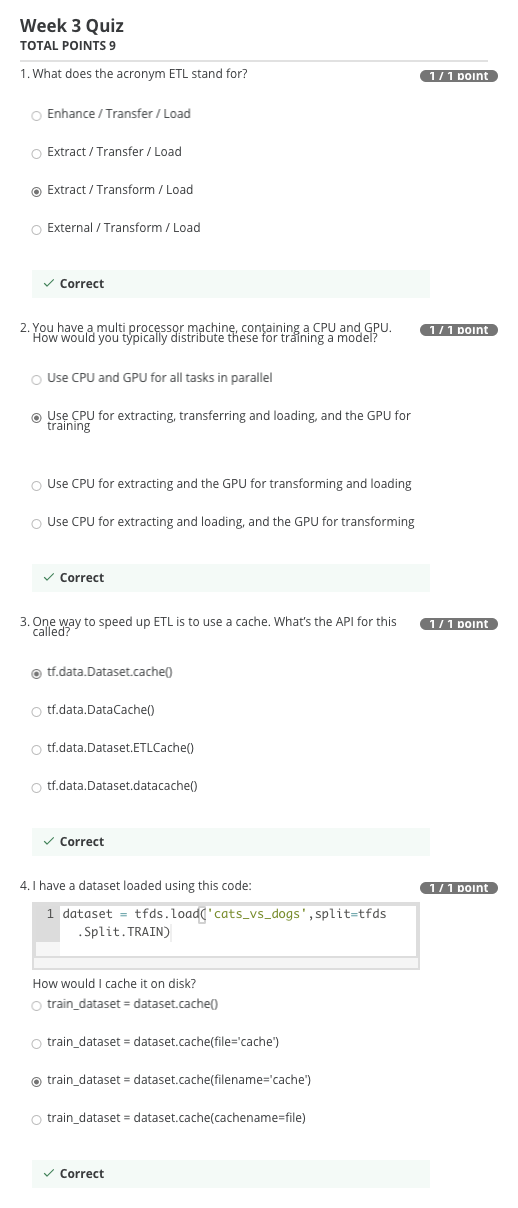 Week 3 Quiz
TOTAL POINTS 9
1. What does the acronym ETL stand for?
1 / 1 point
Enhance / Transfer / Load
Extract / Transfer / Load
Extract / Transform / Load
External / Transform / Load
Correct
2. You have a multi processor machine, containing a CPU and GPU.
1 / 1 point
How would you typically distribute these for training a model?
Use CPU and GPU for all tasks in parallel
Use CPU for extracting, transferring and loading, and the GPU for
training
Use CPU for extracting and the GPU for transforming and loading
Use CPU for extracting and loading, and the GPU for transforming
Correct
3. One way to speed up ETL is to use a cache. What's the API for this
1 / 1 point
called?
tf.data.Dataset.cache()
tf.data.DataCache()
tf.data.Dataset.ETLCache()
tf.data.Dataset.datacache()
Correct
4. I have a dataset loaded using this code:
1 / 1 point
1 dataset = tfds.load('cats_vs_dogs',split=tfds
.Split.TRAIN)
How would I cache it on disk?
train_dataset = dataset.cache()
train_dataset = dataset.cache(file='cache')
train_dataset = dataset.cache(filename='cache')
train_dataset = dataset.cache(cachename=file)
Correct